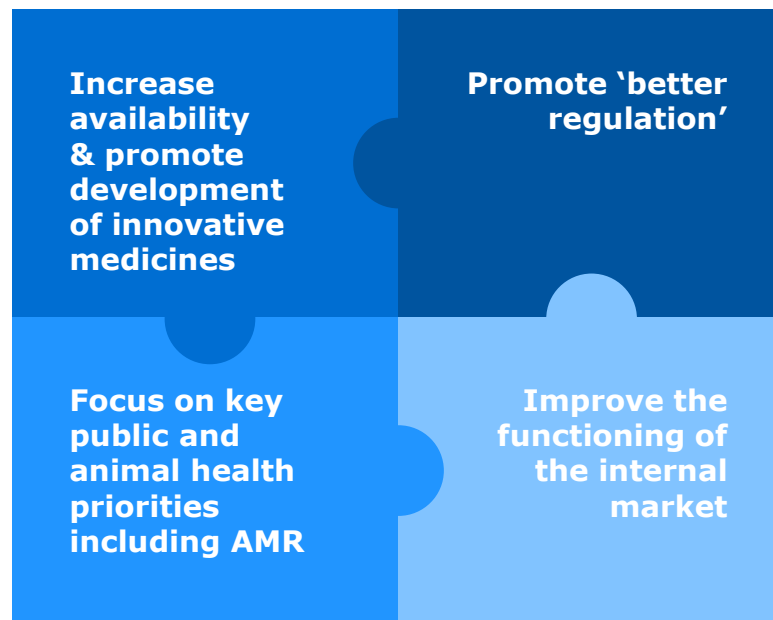 Increase
availability
& promote
development
of innovative
medicines
Promote ‘better
regulation’
Focus on key
public and
animal health
priorities
including AMR
Improve the
functioning of
the internal
market